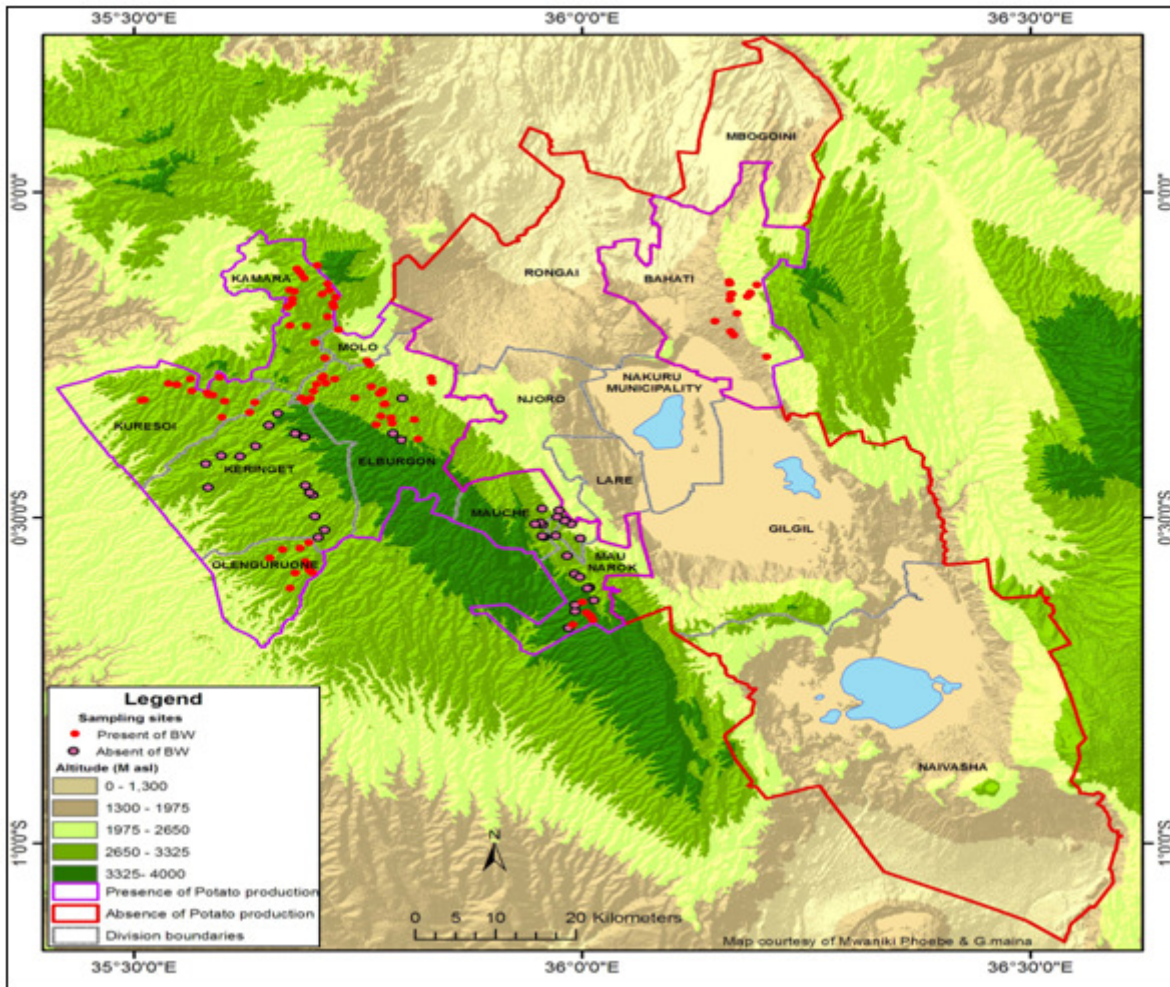 35°30'0"E
36°0'0"E
36°30'0"E
MBOGOINI
0°0'0"
0°0'0"
KAMARA
RONGAI
BAHATI
MOLO
NAKURU
MUNICIPALITY
NJORO
KURESOI
KERINGET
ELBURGON
LARE
MAUCHE
0°30'0"S
0°30'0"S
GILGIL
OLENGURUONE
MAU
NAROK
Legend
Sampling sites
Present of BW
Absent of BW
Altitude (M asl)
0 - 1,300
1300 - 1975
1975 - 2650
2650 - 3325
3325- 4000
Presence of Potato production
Absence of Potato production
Division boundaries
NAIVASHA
N
1°0'0"S
1°0'0"S
0 5 10 20 Kilometers
Map courtesy of Mwaniki Phoebe & G.maina
35°30'0"E
36°0'0"E
36°30'0"E